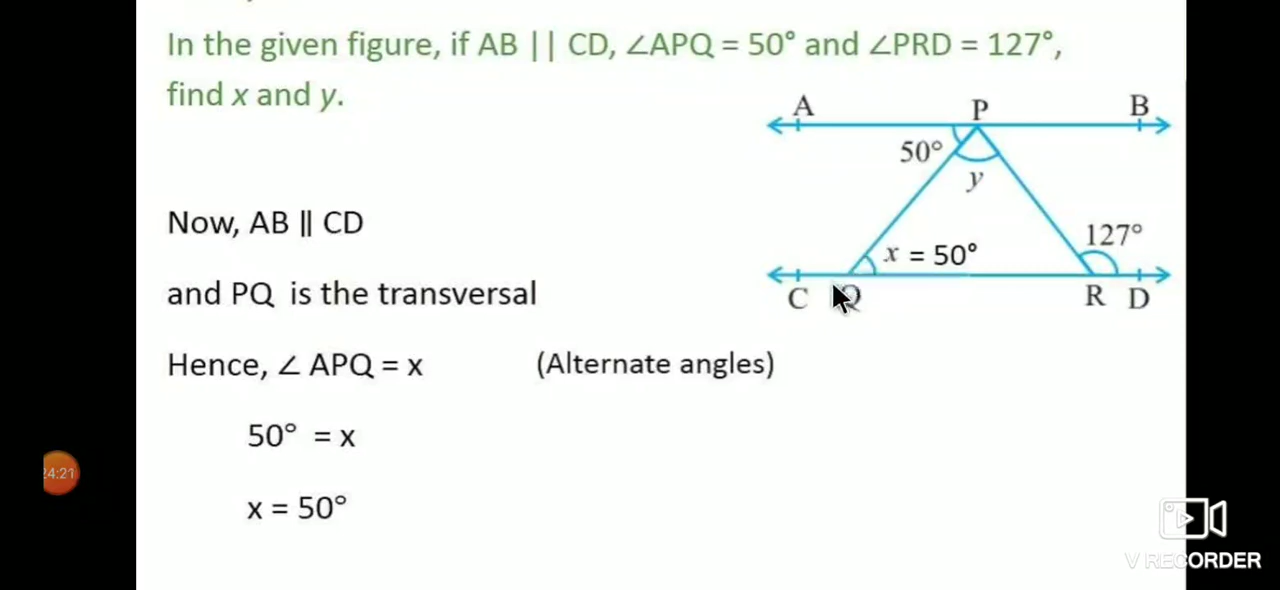 In the given figure, if AB || CD, ∠APQ = 50° and ∠PRD = 127°,
find x and y.
A P B
50°
y
Now, AB ‖ CD
127°
x = 50°
and PQ is the transversal
C Q R D
Hence, ∠ APQ = x (Alternate angles)
50° = x
24:21
x = 50°
V RECORDER